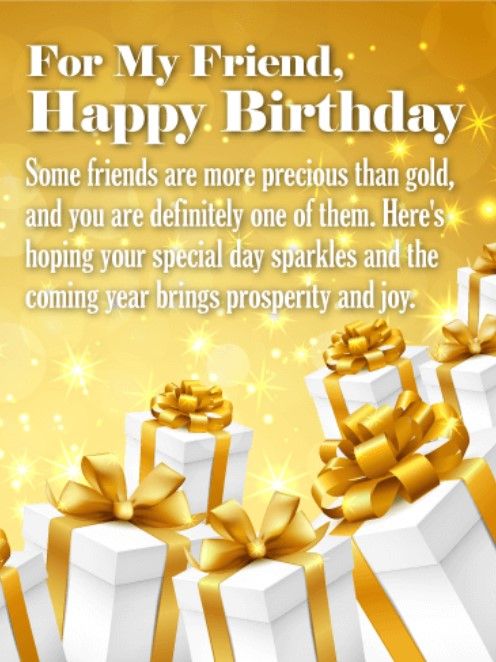 For My Friend,
Happy Birthday
Some friends are more precious than gold,
and you are definitely one of them. Here's
hoping your special day sparkles and the
coming year brings prosperity and joy.